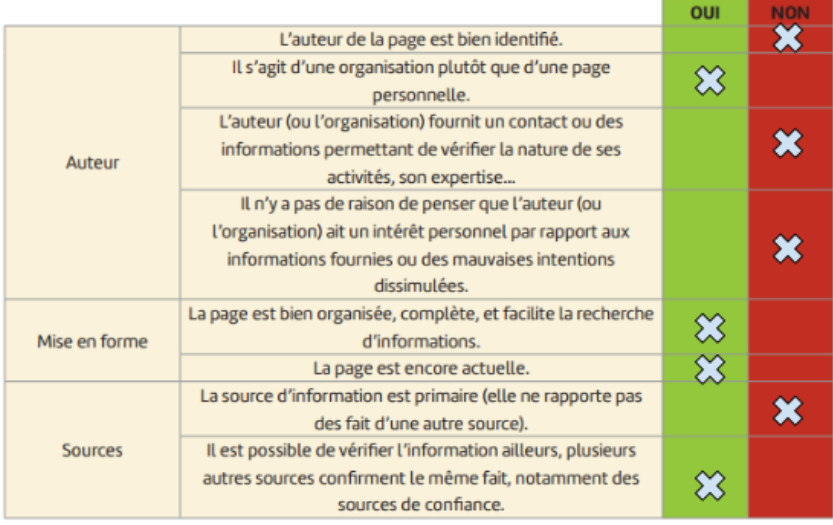 OUI NON
L'auteur de la page est bien identifié.
Il s'agit d'une organisation plutôt que d'une page
personnelle.
L'auteur (ou l'organisation) fournit un contact ou des
informations permettant de vérifier la nature de ses
activités, son expertise...
Auteur
Il n'y a pas de raison de penser que l'auteur (ou
l'organisation) ait un intérêt personnel par rapport aux
informations fournies ou des mauvaises intentions
dissimulées.
La page est bien organisée, complète, et facilite la recherche
d'informations.
Mise en forme
La page est encore actuelle.
La source d'information est primaire (elle ne rapporte pas
des fait d'une autre source).
Sources
Il est possible de vérifier l'information ailleurs, plusieurs
autres sources confirment le même fait, notamment des
sources de confiance.